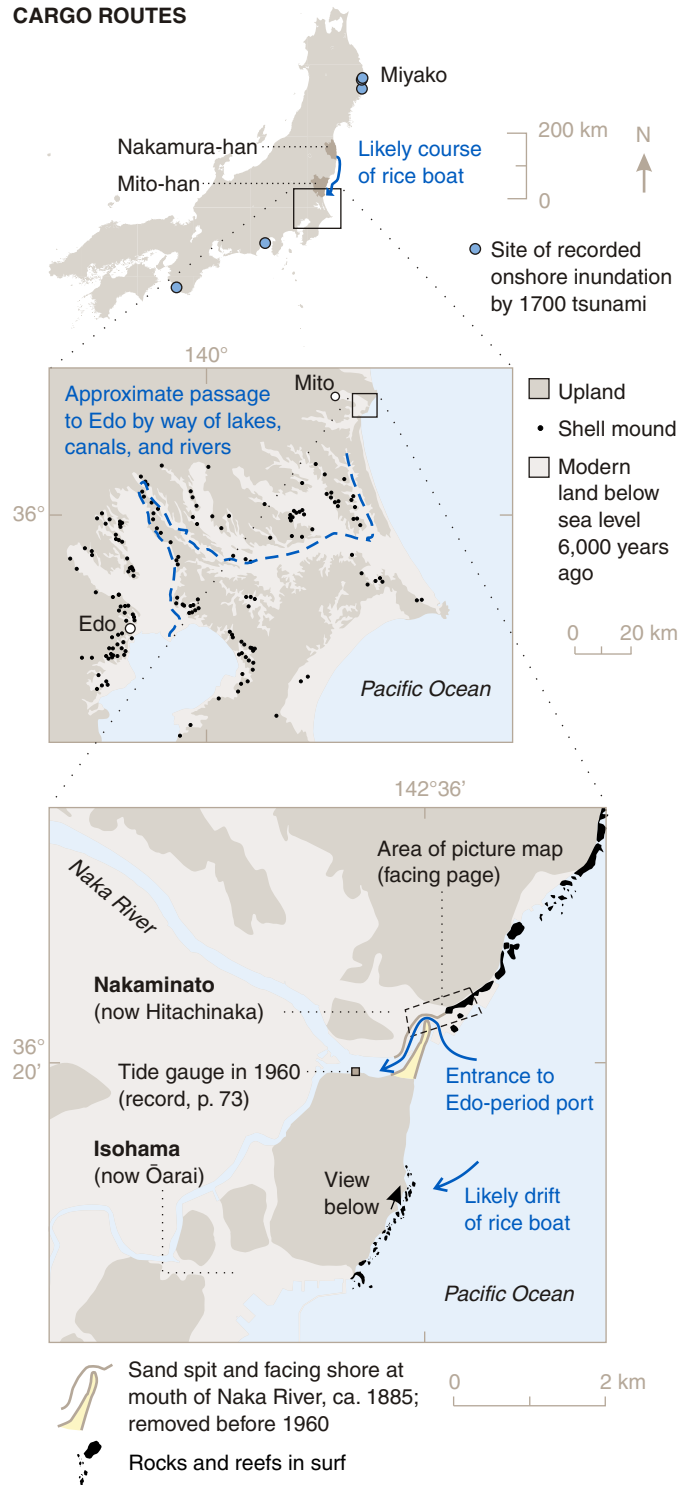 CARGO ROUTES
Miyako
Nakamura-han
Mito-han
Likely course
of rice boat
200 km
0
N
Site of recorded
onshore inundation
by 1700 tsunami
140°
Approximate passage
to Edo by way of lakes,
canals, and rivers
Mito
36°
Edo
Pacific Ocean
Upland
Shell mound
Modern
land below
sea level
6,000 years
ago
0 20 km
142°36'
Naka River
Area of picture map
(facing page)
Nakaminato
(now Hitachinaka)
36°
20'
Tide gauge in 1960
(record, p. 73)
Entrance to
Edo-period port
Isohama
(now Ōarai)
View
below
Likely drift
of rice boat
Pacific Ocean
Sand spit and facing shore at
mouth of Naka River, ca. 1885;
removed before 1960
0 2 km
Rocks and reefs in surf